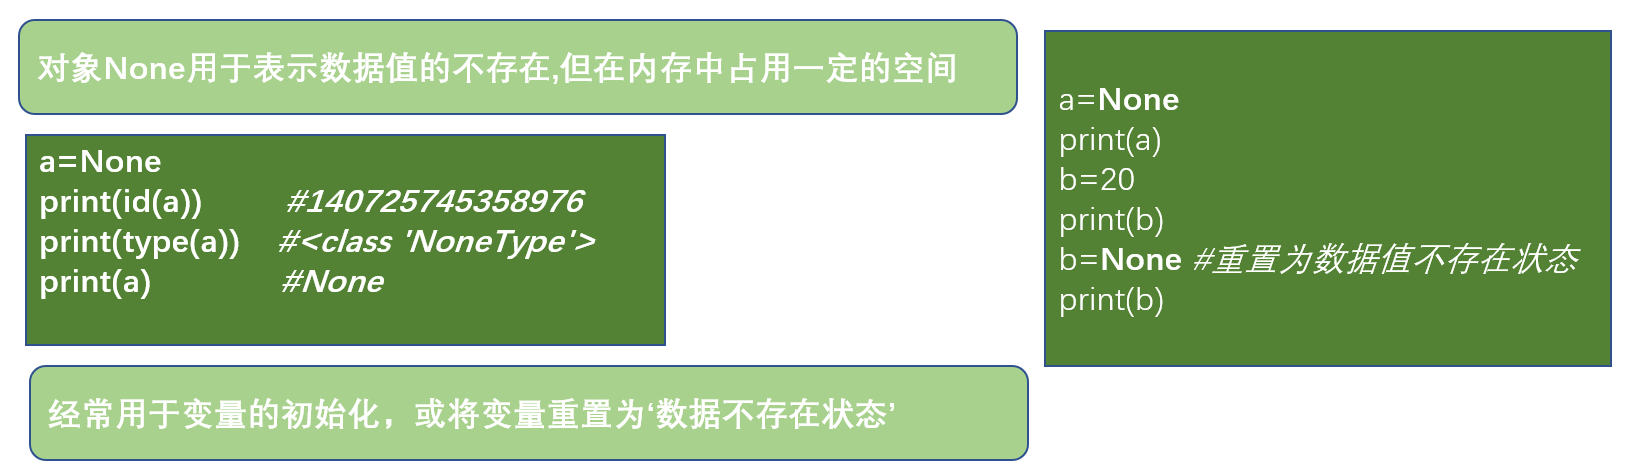 对象None用于表示数据值的不存在,但在内存中占用一定的空间
a=None
print(id(a)) #140725745358976
print(type(a)) #<class 'NoneType'>
print(a) #None
经常用于变量的初始化，或将变量重置为‘数据不存在状态’
a=None
print(a)
b=20
print(b)
b=None #重置为数据值不存在状态
print(b)